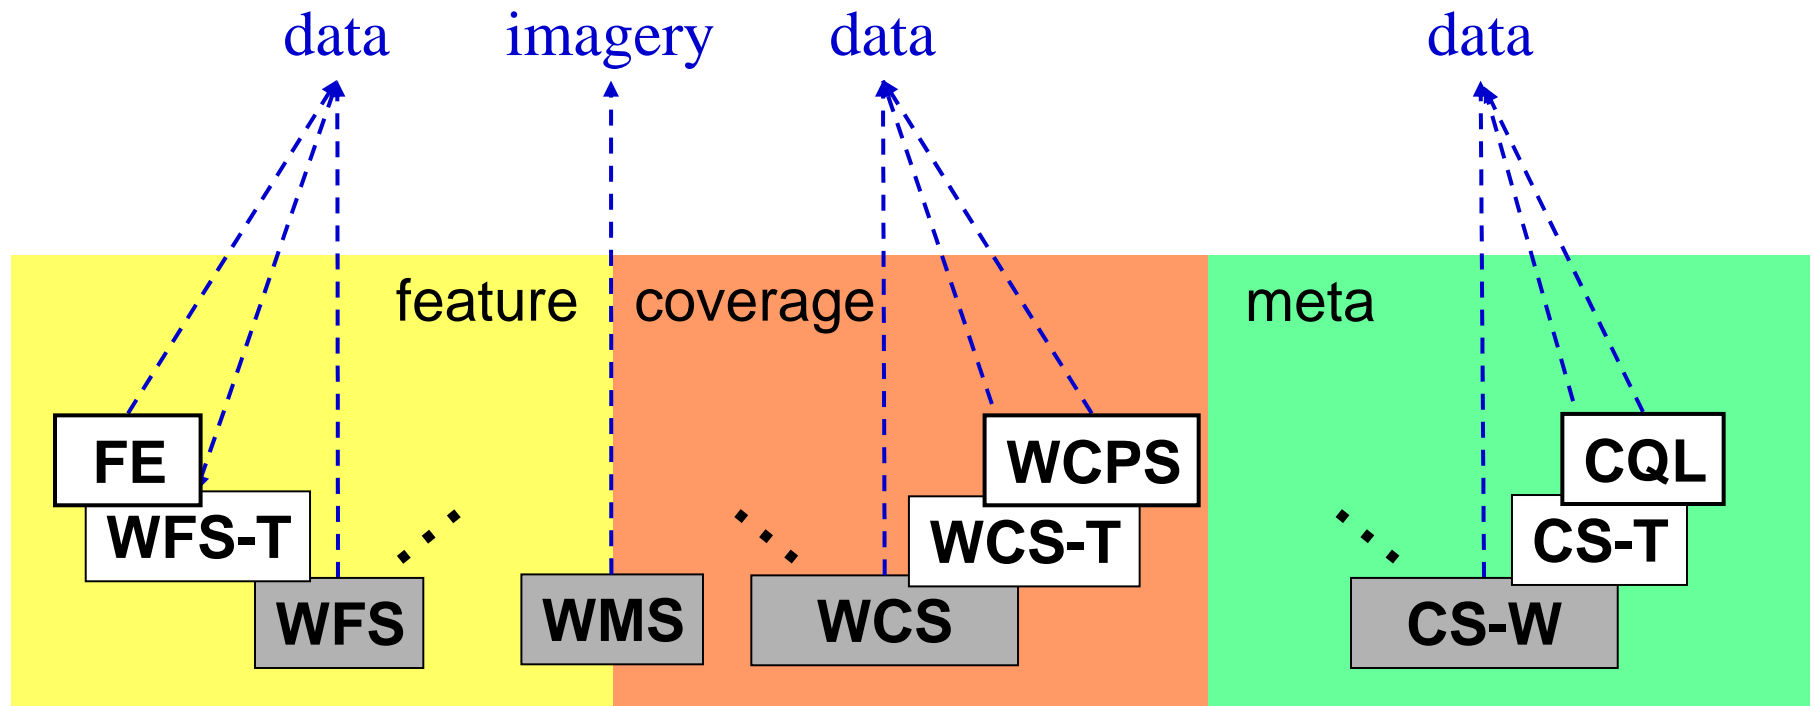 data imagery data data
feature coverage meta
FE WCPS CQL
WFS-T WCS-T CS-T
WFS WMS WCS CS-W